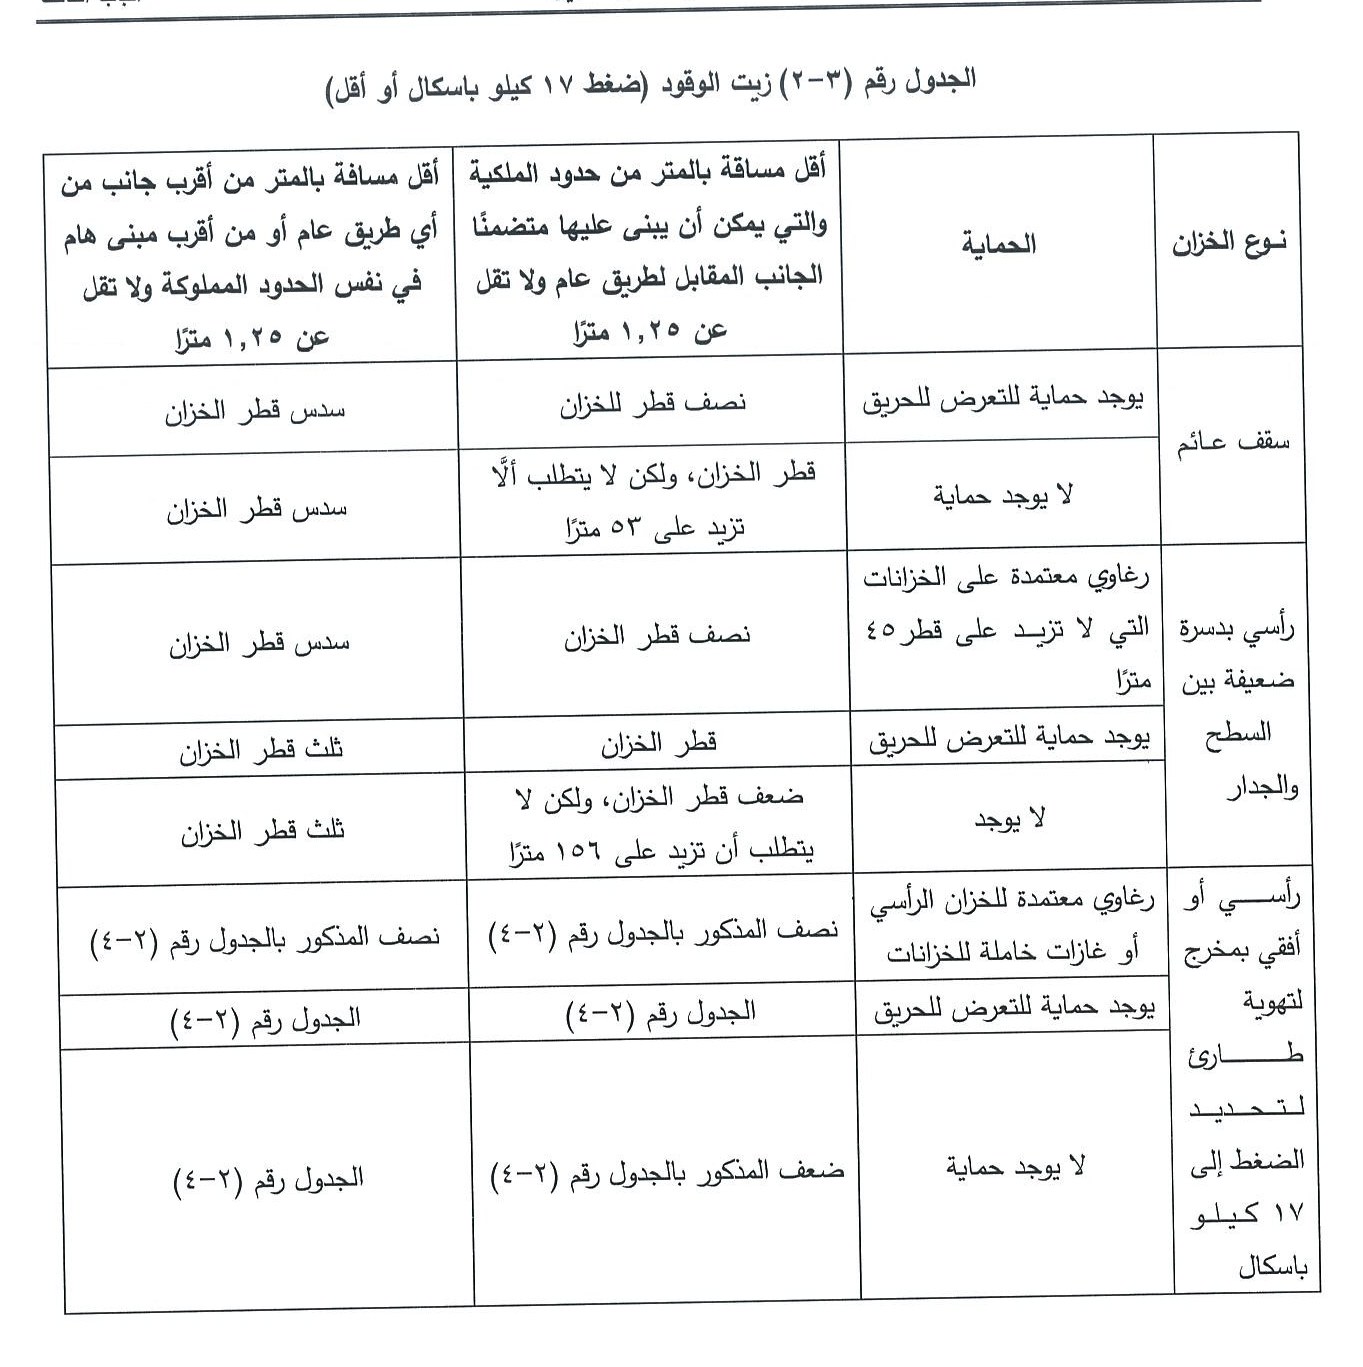 الجدول رقم (٣-٢) زيت الوقود (ضغط ١٧ كيلو باسكال أو أقل)
نوع الخزان
الحماية
أقل مساقة بالمتر من حدود الملكية
والتي يمكن أن يبنى عليها متضمنًا
الجانب المقابل لطريق عام ولا تقل
عن ١,٢٥ مترًا
أقل مسافة بالمتر من أقرب جانب من
أي طريق عام أو من أقرب مبنى هام
في نفس الحدود المملوكة ولا تقل
عن ١,٢٥ مترًا
سقف عائم
يوجد حماية للتعرض للحريق
نصف قطر للخزان
سدس قطر الخزان
لا يوجد حماية
قطر الخزان، ولكن لا يتطلب ألَّا
تزيد على ٥٣ مترًا
سدس قطر الخزان
رأسي بدسرة
ضعيفة بين
السطح
والجدار
رغاوي معتمدة على الخزانات
التي لا تزيد على قطر ٤٥
مترًا
نصف قطر الخزان
سدس قطر الخزان
يوجد حماية للتعرض للحريق
قطر الخزان
ثلث قطر الخزان
لا يوجد
ضعف قطر الخزان، ولكن لا
يتطلب أن تزيد على ١٥٦ مترًا
ثلث قطر الخزان
رأسي أو
أفقي بمخرج
لتهوية
طارئ
لتحديد
الضغط إلى
١٧ كيلو
باسكال
رغاوي معتمدة للخزان الرأسي
أو غازات خاملة للخزانات
نصف المذكور بالجدول رقم (٢-٤)
نصف المذكور بالجدول رقم (٢-٤)
يوجد حماية للتعرض للحريق
الجدول رقم (٢-٤)
الجدول رقم (٢-٤)
لا يوجد حماية
ضعف المذكور بالجدول رقم (٢-٤)
الجدول رقم (٢-٤)